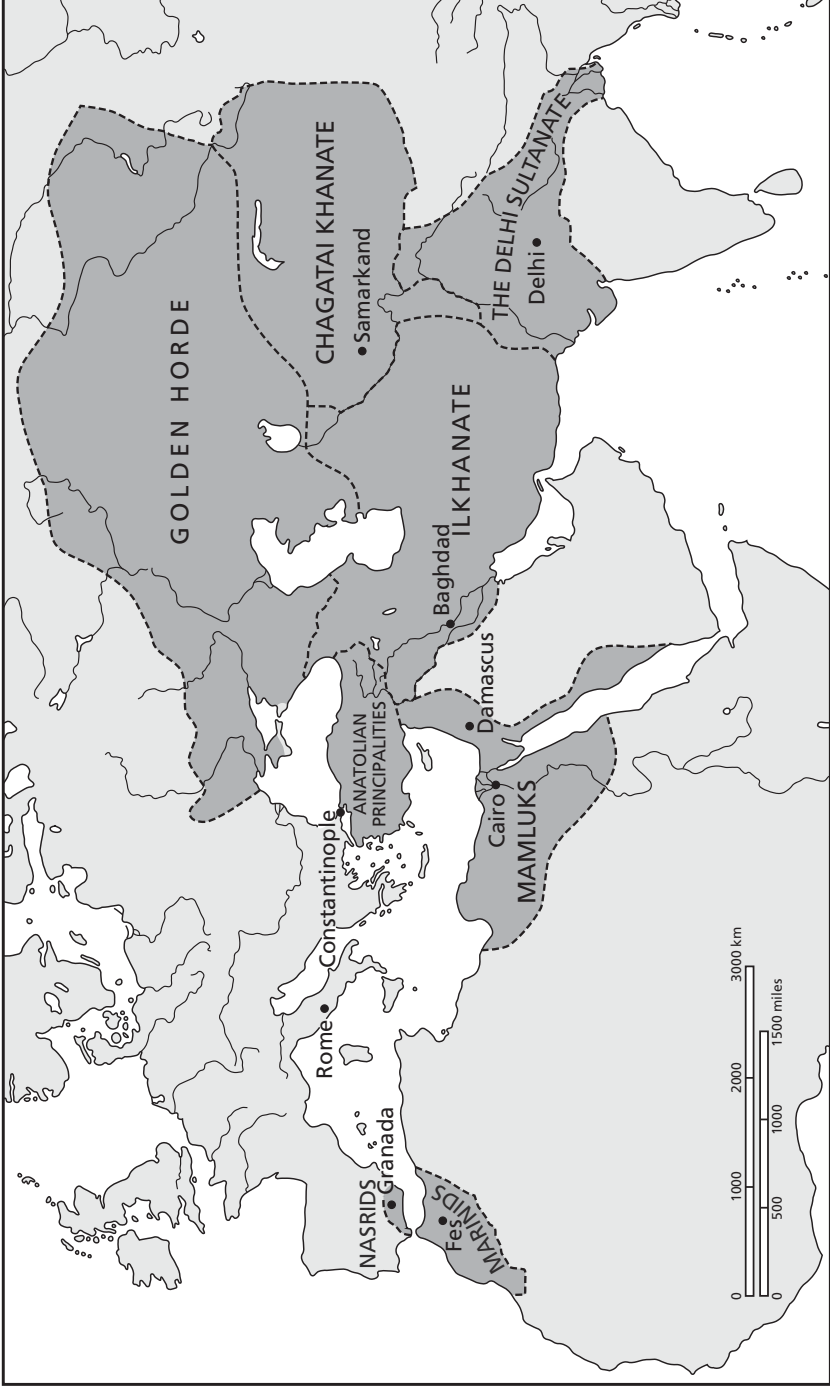 GOLDEN HORDE
CHAGATAI KHANATE
Samarkand
THE DELHI SULTANATE
Delhi
ILKHANATE
Baghdad
Damascus
ANATOLIAN
PRINCIPALITIES
Constantinople
Cairo
MAMLUKS
Rome
NASRIDS
Granada
Fes
MARINIDS
0 1000 2000 3000 km
0 500 1000 1500 miles